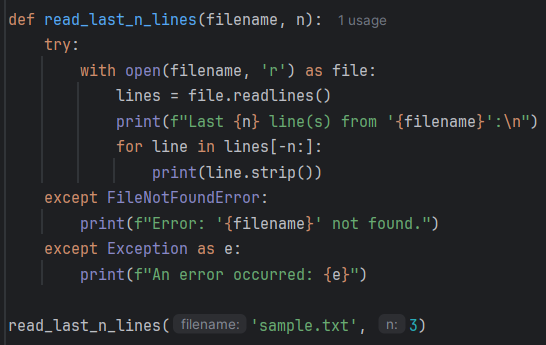 def read_last_n_lines(filename, n):  1 usage
    try:
        with open(filename, 'r') as file:
            lines = file.readlines()
            print(f"Last {n} line(s) from '{filename}':\n")
            for line in lines[-n:]:
                print(line.strip())
    except FileNotFoundError:
        print(f"Error: '{filename}' not found.")
    except Exception as e:
        print(f"An error occurred: {e}")

read_last_n_lines( filename: 'sample.txt',  n: 3)